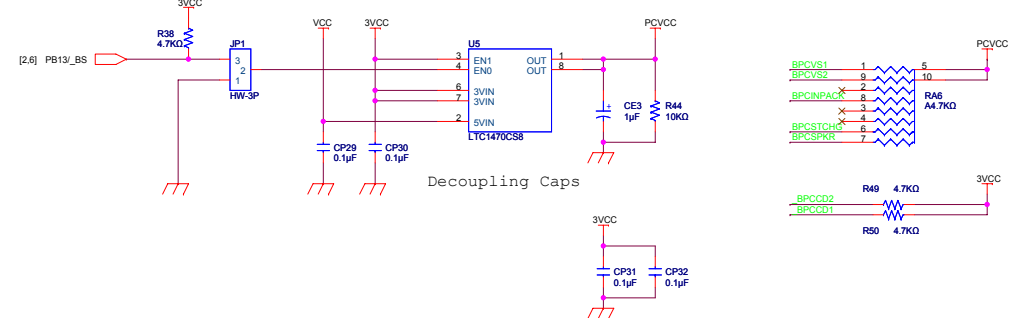 3VCC
R38
4.7KΩ
[2,6] PB13/_BS
JP1
3
2
1
HW-3P
VCC
3VCC
CP29
0.1µF
CP30
0.1µF
U5
3 EN1 OUT 1
4 EN0 OUT 8
6 3VIN
7 3VIN
2 5VIN
LTC1470CS8
PCVCC
CE3
1µF
+
R44
10KΩ
Decoupling Caps
3VCC
CP31
0.1µF
CP32
0.1µF
PCVCC
BPCVS1 1 5
BPCVS2 9 10
2
BPCINPACK 8
3
4
BPCSTCHG 6
BPCSPKR 7
RA6
A4.7KΩ
3VCC
R49 4.7KΩ
BPCCD2
BPCCD1
R50 4.7KΩ